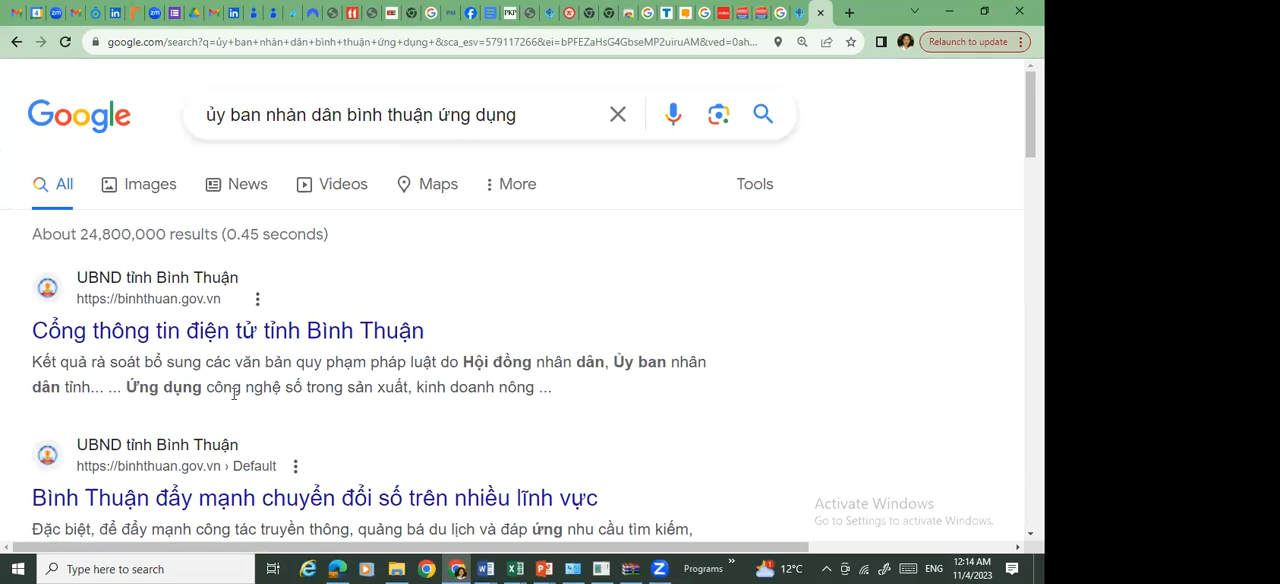 google.com/search?q=ủy+ban+nhàn+dân+bình+thuận+ứng+dụng+&sca_esv=579117266&ei=bPFEZaHsG4GbseMP2uiruAM&ved=0ah...
Relaunch to update
Google
ủy ban nhàn dân bình thuận ứng dụng
All
Images
News
Videos
Maps
More
Tools
About 24,800,000 results (0.45 seconds)
UBND tỉnh Bình Thuận
https://binhthuan.gov.vn
Cổng thông tin điện tử tỉnh Bình Thuận
Kết quả rà soát bổ sung các văn bản quy phạm pháp luật do Hội đồng nhân dân, Ủy ban nhân
dân tỉnh... ... Ứng dụng công nghệ số trong sản xuất, kinh doanh nông ...
UBND tỉnh Bình Thuận
https://binhthuan.gov.vn › Default
Bình Thuận đẩy mạnh chuyển đổi số trên nhiều lĩnh vực
Đặc biệt, để đẩy mạnh công tác truyền thông, quảng bá du lịch và đáp ứng nhu cầu tìm kiếm,
Activate Windows
Go to Settings to activate Windows.
Type here to search
Programs
12°C
ENG
12:14 AM
11/4/2023